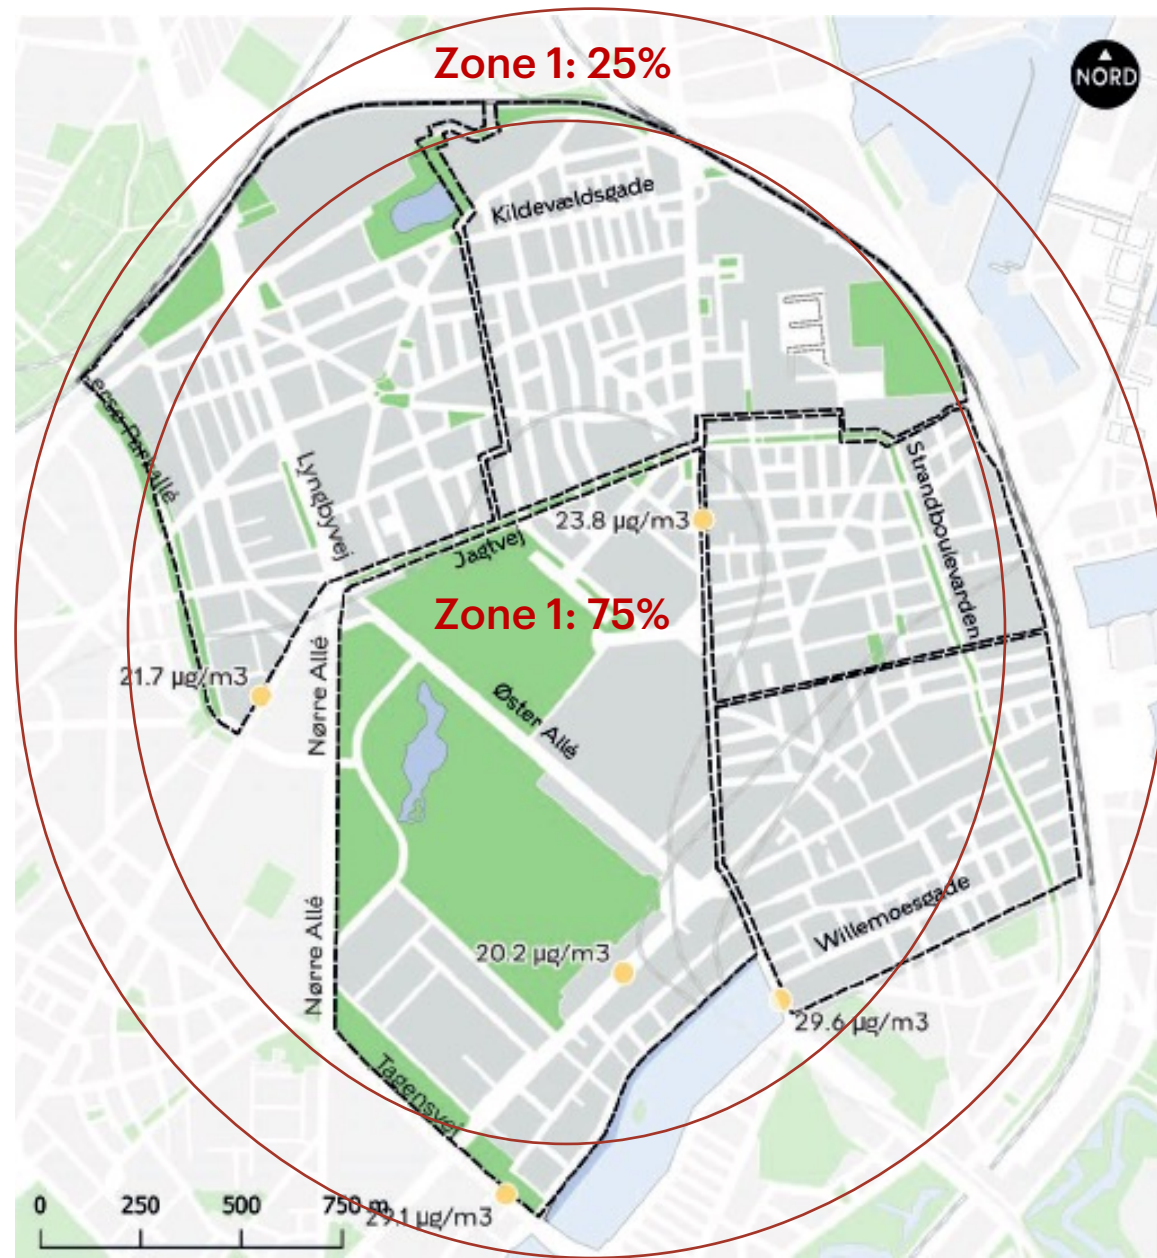 Zone 1: 25%
NORD
Kildevældsgade
Lyngbyvej
Strandboulevarden
23.8 µg/m3
Jagtvej
Zone 1: 75%
21.7 µg/m3
Nørre Allé
Øster Allé
Willemoesgade
Nørre Allé
20.2 µg/m3
29.6 µg/m3
Tagensvej
0 250 500 750 m
29.1 µg/m3